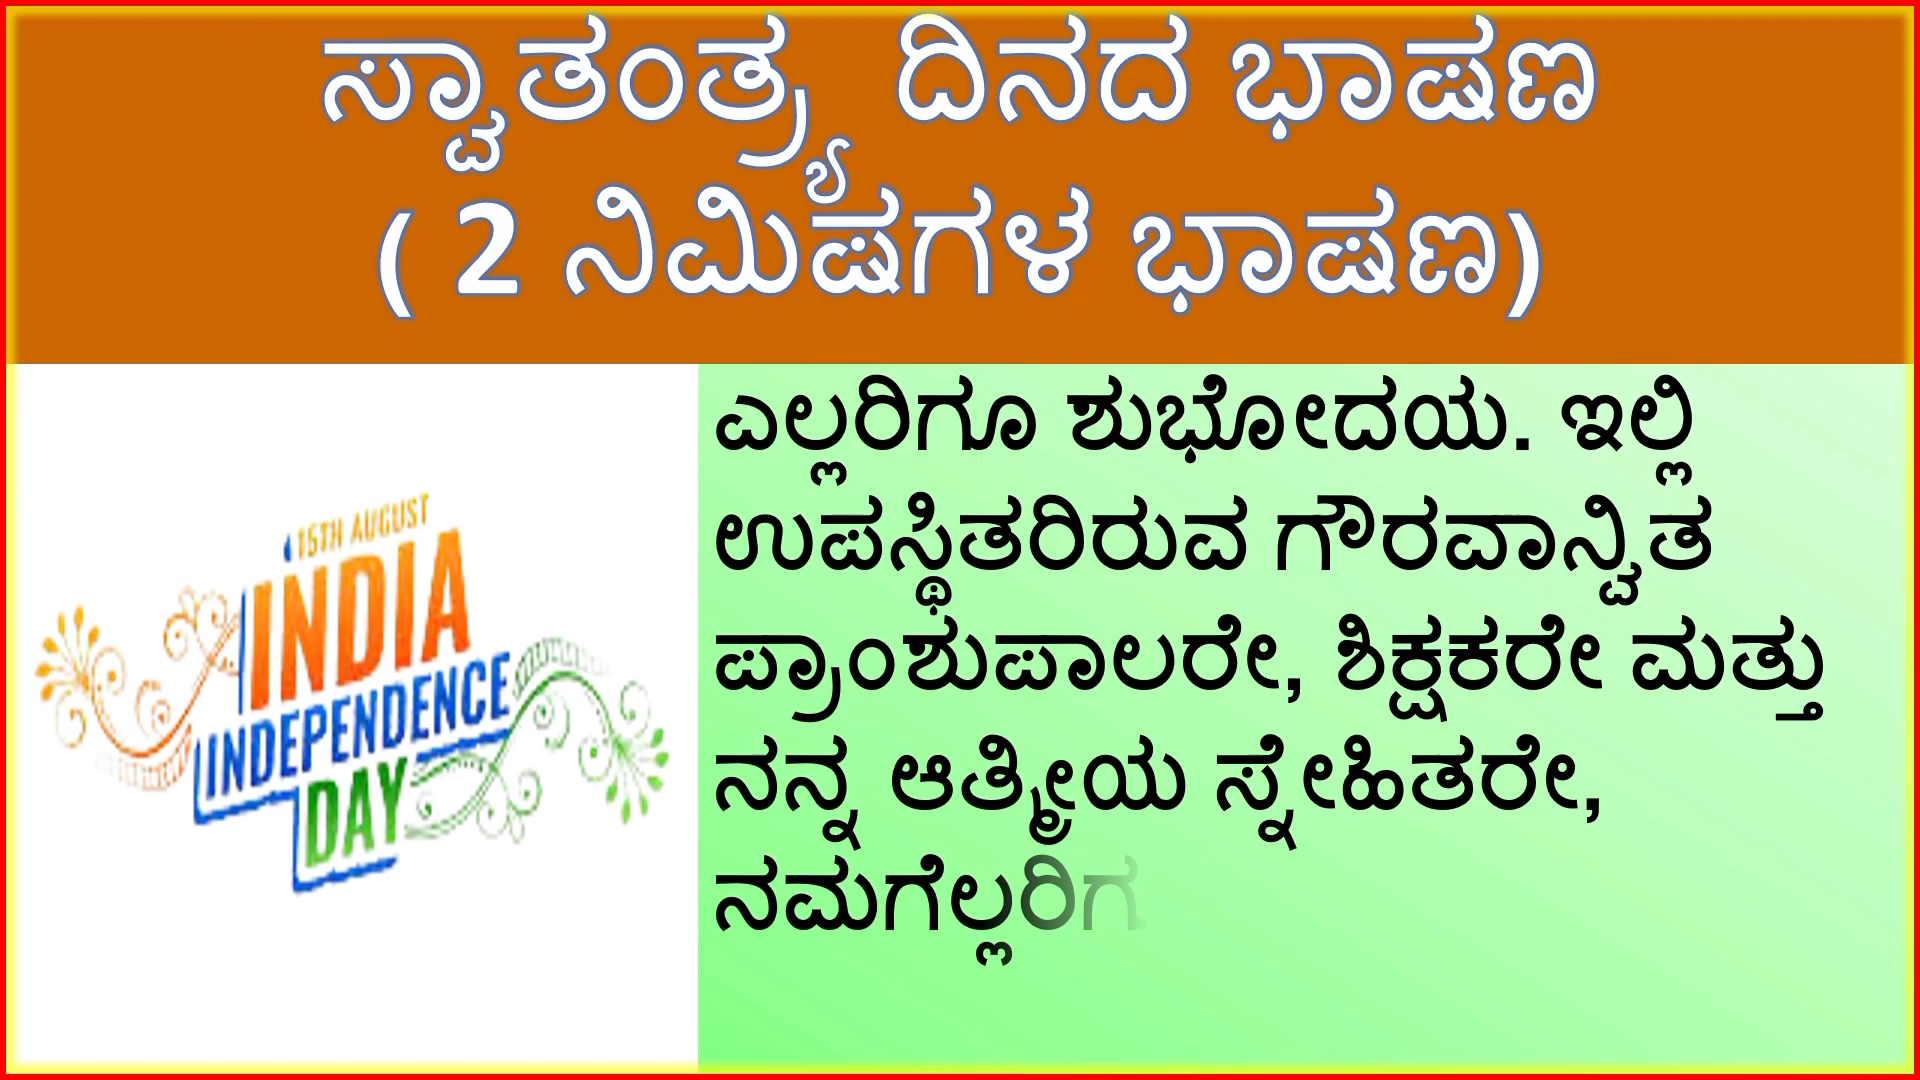 ಸ್ವಾತಂತ್ರ್ಯ ದಿನದ ಭಾಷಣ
( 2 ನಿಮಿಷಗಳ ಭಾಷಣ)
15TH AUGUST
INDIA
INDEPENDENCE
DAY
ಎಲ್ಲರಿಗೂ ಶುಭೋದಯ. ಇಲ್ಲಿ
ಉಪಸ್ಥಿತರಿರುವ ಗೌರವಾನ್ವಿತ
ಪ್ರಾಂಶುಪಾಲರೇ, ಶಿಕ್ಷಕರೇ ಮತ್ತು
ನನ್ನ ಆತ್ಮೀಯ ಸ್ನೇಹಿತರೇ,